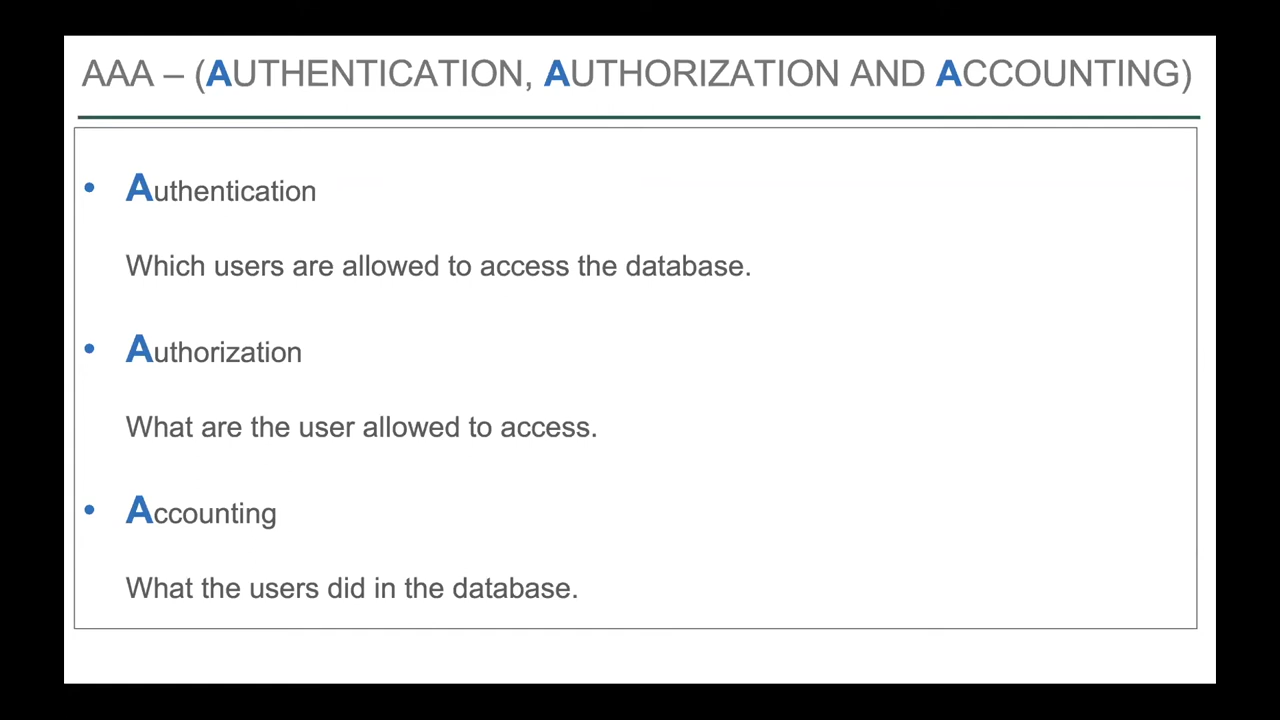 AAA – (AUTHENTICATION, AUTHORIZATION AND ACCOUNTING)
• Authentication
Which users are allowed to access the database.
• Authorization
What are the user allowed to access.
• Accounting
What the users did in the database.